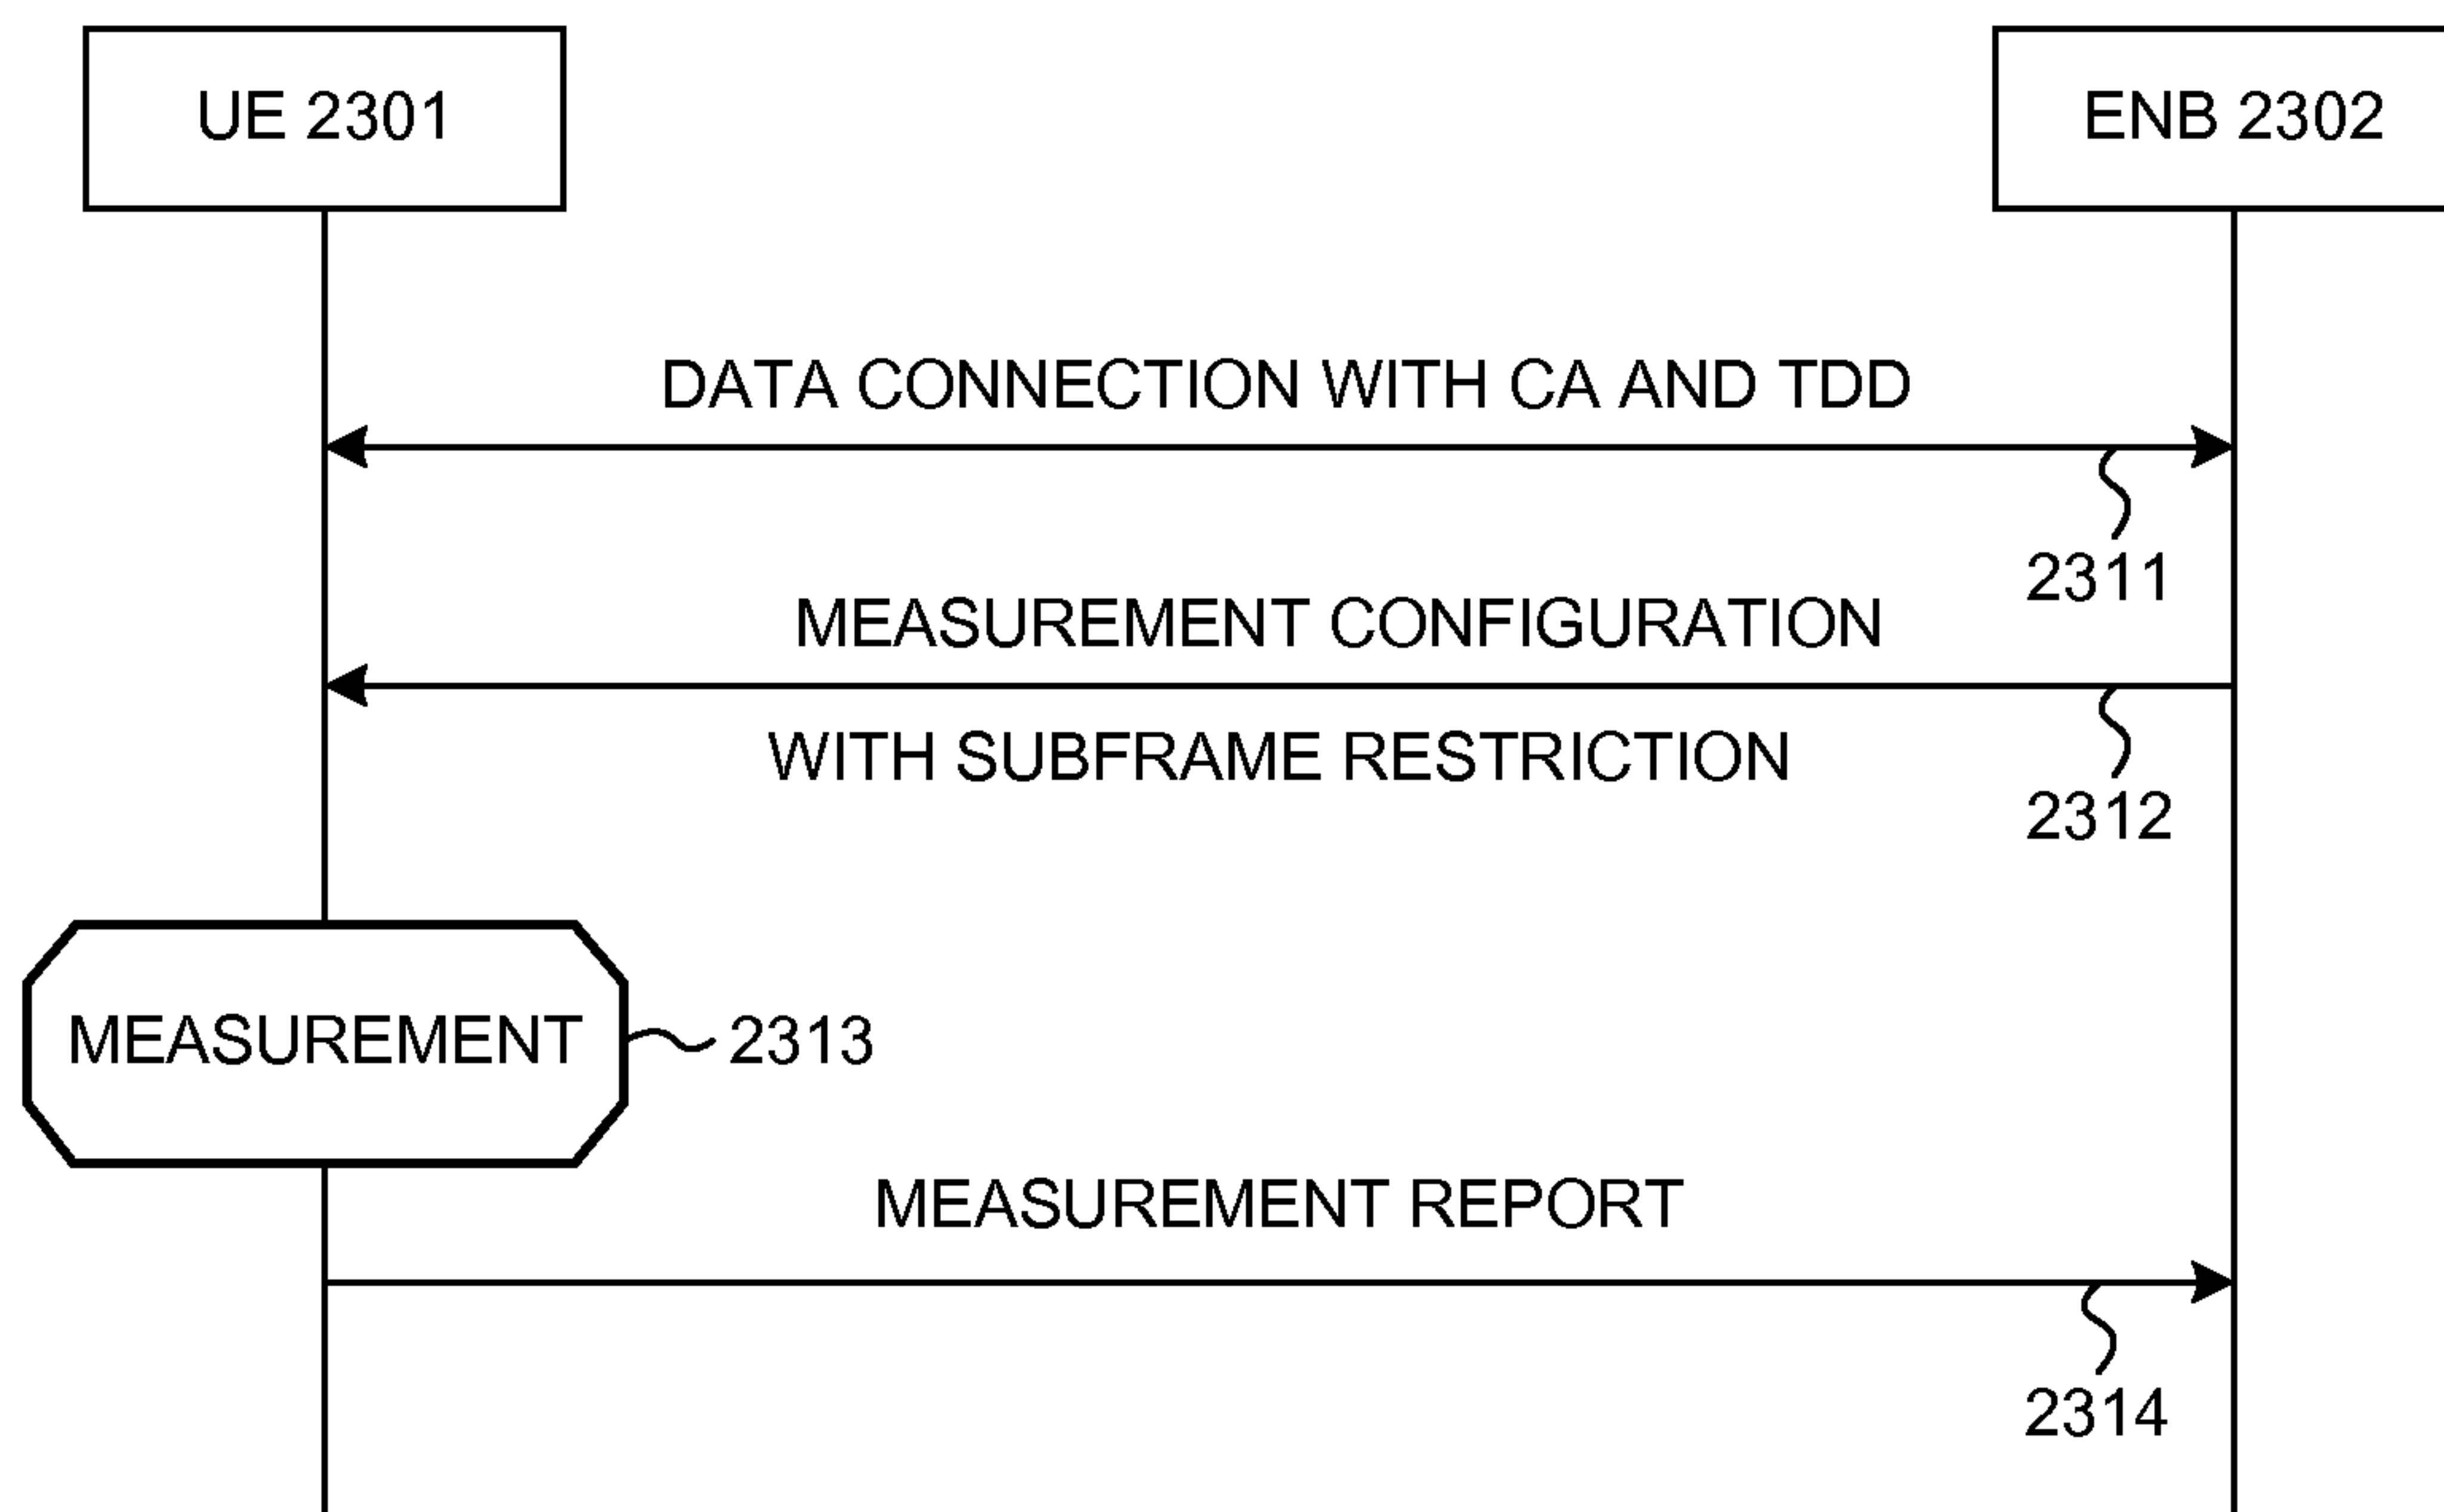 UE 2301
ENB 2302
DATA CONNECTION WITH CA AND TDD
2311
MEASUREMENT CONFIGURATION
WITH SUBFRAME RESTRICTION
2312
MEASUREMENT
2313
MEASUREMENT REPORT
2314